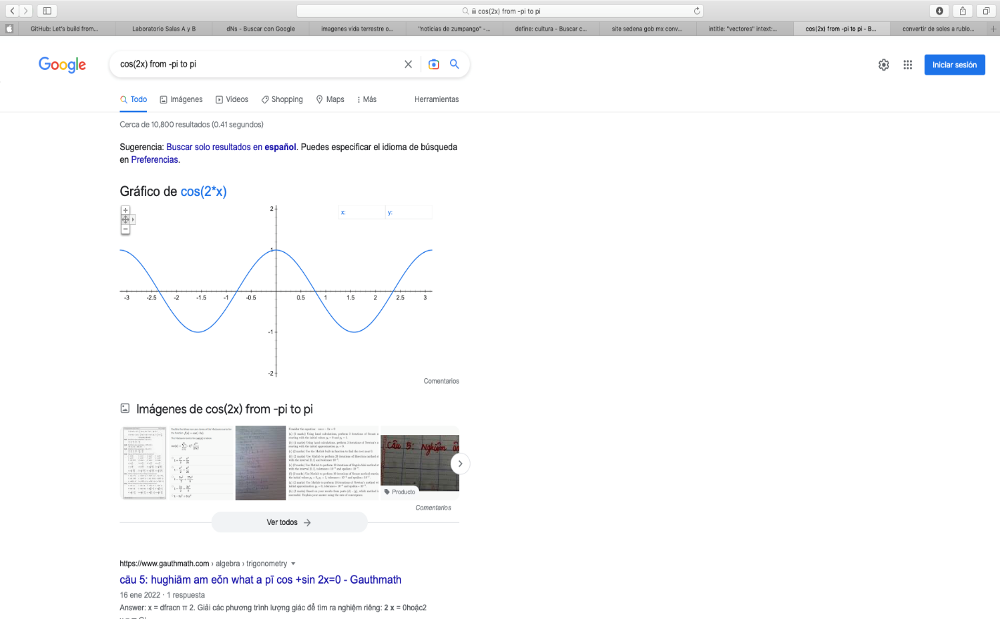 cos(2x) from -pi to pi
GitHub: Let's build from...
Laboratorio Salas A y B
dNs - Buscar con Google
imagenes vida terrestre o...
"noticias de zumpango" -...
define: cultura - Buscar c...
site sedena gob mx conv...
intitle: "vectores" intext:...
cos(2x) from -pi to pi - B...
convertir de soles a rublo...
Google
cos(2x) from -pi to pi
Iniciar sesión
Todo
Imágenes
Videos
Shopping
Maps
Más
Herramientas
Cerca de 10,800 resultados (0.41 segundos)
Sugerencia: Buscar solo resultados en español. Puedes especificar el idioma de búsqueda
en Preferencias.
Gráfico de cos(2*x)
x:
y:
2
1
-3 -2.5 -2 -1.5 -1 -0.5 0.5 1 1.5 2 2.5 3
-1
-2
Comentarios
Imágenes de cos(2x) from -pi to pi
Câu 5: Nghiệm
Producto
Comentarios
Ver todos
https://www.gauthmath.com › algebra › trigonometry
cāu 5: hughiām am eǒn what a pī cos +sin 2x=0 - Gauthmath
16 ene 2022 · 1 respuesta
Answer: x = dfracn π 2. Giải các phương trình lượng giác để tìm ra nghiệm riêng: 2 x = 0hoặc2